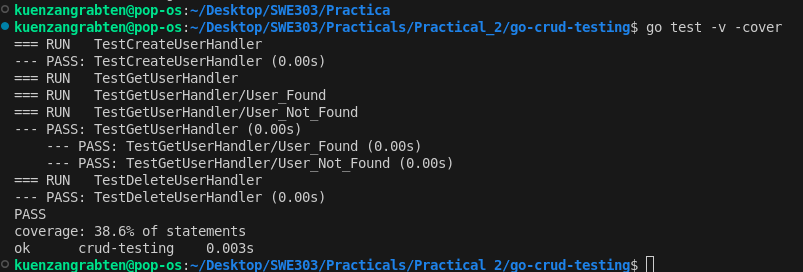 kuenzangrabten@pop-os:~/Desktop/SWE303/Practica
kuenzangrabten@pop-os:~/Desktop/SWE303/Practicals/Practical_2/go-crud-testing$ go test -v -cover
=== RUN   TestCreateUserHandler
--- PASS: TestCreateUserHandler (0.00s)
=== RUN   TestGetUserHandler
=== RUN   TestGetUserHandler/User_Found
=== RUN   TestGetUserHandler/User_Not_Found
--- PASS: TestGetUserHandler (0.00s)
    --- PASS: TestGetUserHandler/User_Found (0.00s)
    --- PASS: TestGetUserHandler/User_Not_Found (0.00s)
=== RUN   TestDeleteUserHandler
--- PASS: TestDeleteUserHandler (0.00s)
PASS
coverage: 38.6% of statements
ok      crud-testing    0.003s
kuenzangrabten@pop-os:~/Desktop/SWE303/Practicals/Practical_2/go-crud-testing$